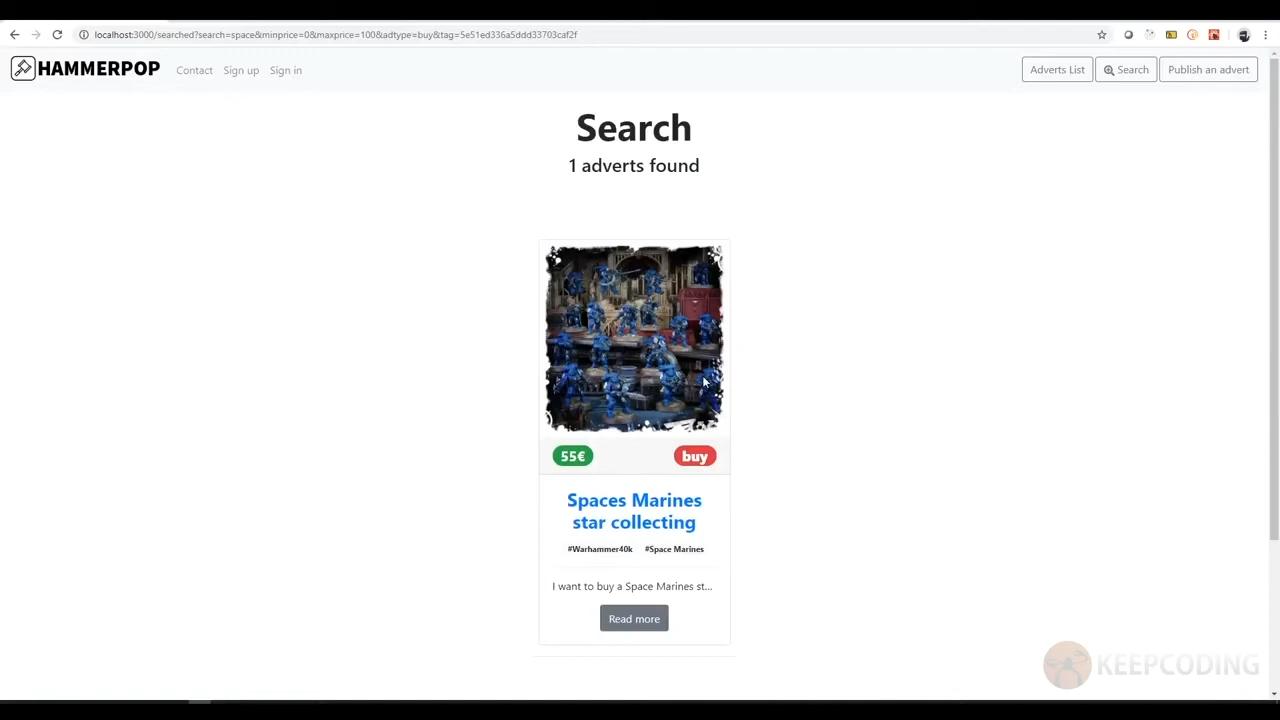 localhost:3000/searched?search=space&minprice=0&maxprice=100&adtype=buy&tag=5e51ed336a5ddd33703caf2f
HAMMERPOP Contact Sign up Sign in Adverts List Search Publish an advert
Search
1 adverts found
55€ buy
Spaces Marines
star collecting
#Warhammer40k #Space Marines
I want to buy a Space Marines st...
Read more
KEEPCODING